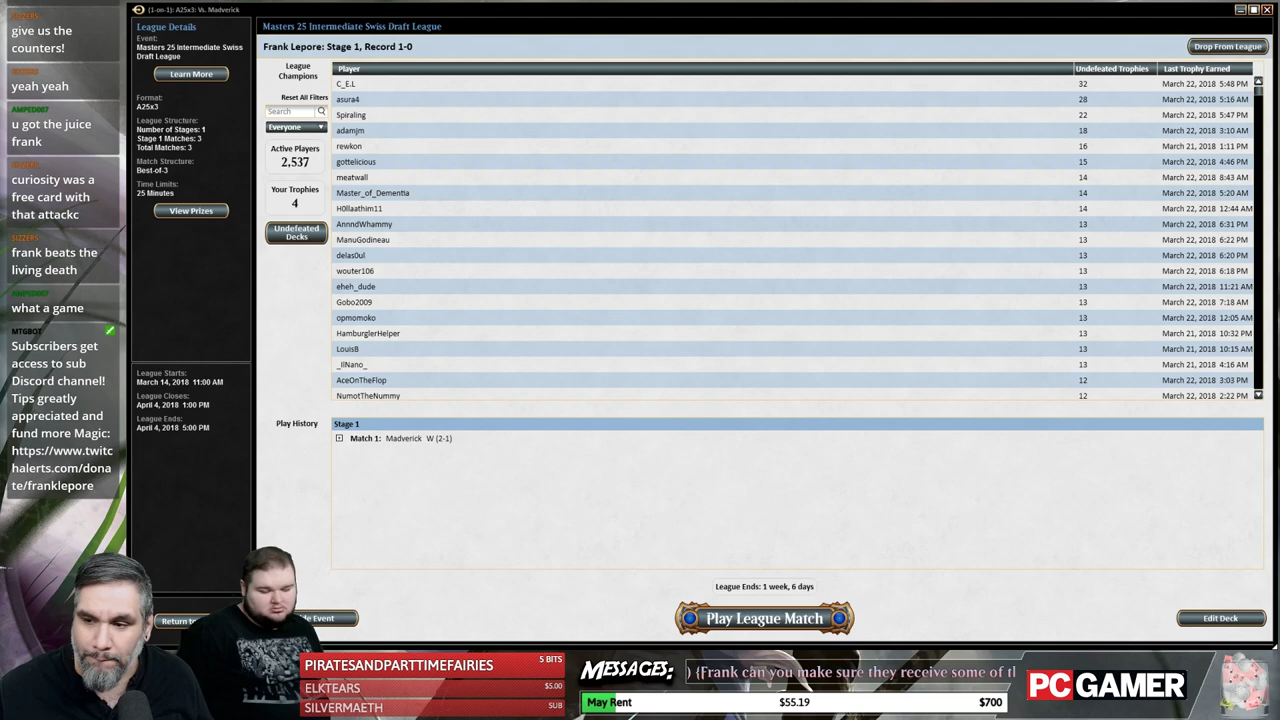 SIZZERS:
give us the
counters!
yeah yeah
AMPED007
u got the juice
frank
SIZZERS:
curiosity was a
free card with
that attackc
SIZZERS:
frank beats the
living death
AMPED007
what a game
MTGBOT
Subscribers get
access to sub
Discord channel!
Tips greatly
appreciated and
fund more Magic:
https://www.twitc
halerts.com/dona
te/franklepore
(1-on-1): A25x3: Vs. Madverick
League Details
Event:
Masters 25 Intermediate Swiss
Draft League
Learn More
Format:
A25x3
League Structure:
Number of Stages: 1
Stage 1 Matches: 3
Total Matches: 3
Match Structure:
Best-of-3
Time Limits:
25 Minutes
View Prizes
League Starts:
March 14, 2018 11:00 AM
League Closes:
April 4, 2018 1:00 PM
League Ends:
April 4, 2018 5:00 PM
Return to
Masters 25 Intermediate Swiss Draft League
Frank Lepore: Stage 1, Record 1-0
Drop From League
League
Champions
Reset All Filters
Search
Everyone
Active Players
2,537
Your Trophies
4
Undefeated
Decks
Player Undefeated Trophies Last Trophy Earned
C_E.L 32 March 22, 2018 5:48 PM
asura4 28 March 22, 2018 5:16 AM
Spiraling 22 March 22, 2018 5:47 PM
adamjm 18 March 22, 2018 3:10 AM
rewkon 16 March 21, 2018 1:11 PM
gottelicious 15 March 22, 2018 4:46 PM
meatwall 14 March 22, 2018 8:43 AM
Master_of_Dementia 14 March 22, 2018 5:20 AM
H0llaathim11 14 March 22, 2018 12:44 AM
AnnndWhammy 13 March 22, 2018 6:31 PM
ManuGodineau 13 March 22, 2018 6:22 PM
delas0ul 13 March 22, 2018 6:20 PM
wouter106 13 March 22, 2018 6:18 PM
eheh_dude 13 March 22, 2018 11:21 AM
Gobo2009 13 March 22, 2018 7:18 AM
opmomoko 13 March 22, 2018 12:05 AM
HamburglerHelper 13 March 21, 2018 10:32 PM
LouisB 13 March 21, 2018 10:15 AM
_IlNano_ 13 March 21, 2018 4:16 AM
AceOnTheFlop 12 March 22, 2018 3:03 PM
NumotTheNummy 12 March 22, 2018 2:22 PM
Play History
Stage 1
Match 1: Madverick W (2-1)
League Ends: 1 week, 6 days
Event
Play League Match
Edit Deck
PIRATESANDPARTTIMEFAIRIES 5 BITS
ELKTEARS $5.00
SILVERMAETH SUB
MESSAGES:
) {Frank can you make sure they receive some of th
May Rent $55.19 $700
PC GAMER